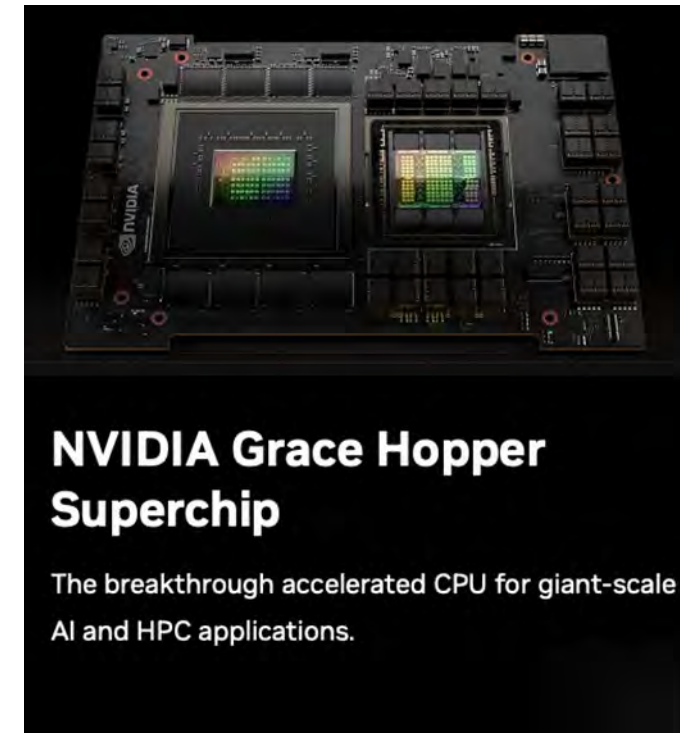 NVIDIA
NVIDIA Grace Hopper
Superchip
The breakthrough accelerated CPU for giant-scale
AI and HPC applications.